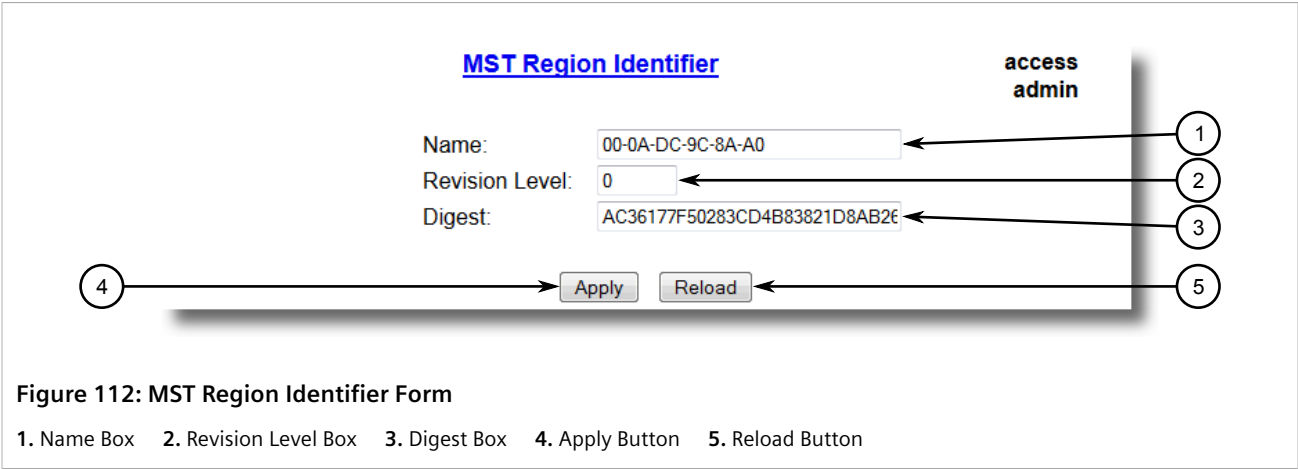 MST Region Identifier
access
admin
Name: 00-0A-DC-9C-8A-A0 1
Revision Level: 0 2
Digest: AC36177F50283CD4B83821D8AB26 3
4 Apply Reload 5
Figure 112: MST Region Identifier Form
1. Name Box 2. Revision Level Box 3. Digest Box 4. Apply Button 5. Reload Button